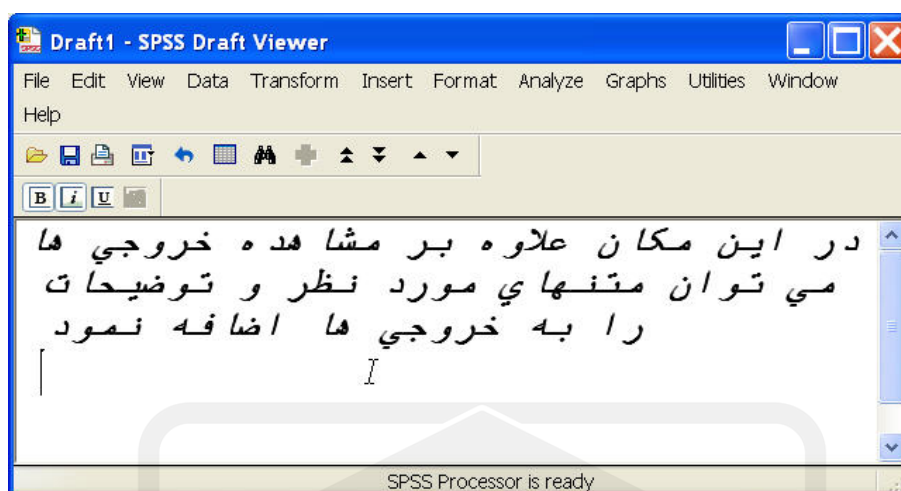 Draft1 - SPSS Draft Viewer
File Edit View Data Transform Insert Format Analyze Graphs Utilities Window
Help
B i U
در اين مكان علاوه بر مشاهده خروجي ها
مي توان متنهاي مورد نظر و توضيحات
را به خروجي ها اضافه نمود
SPSS Processor is ready